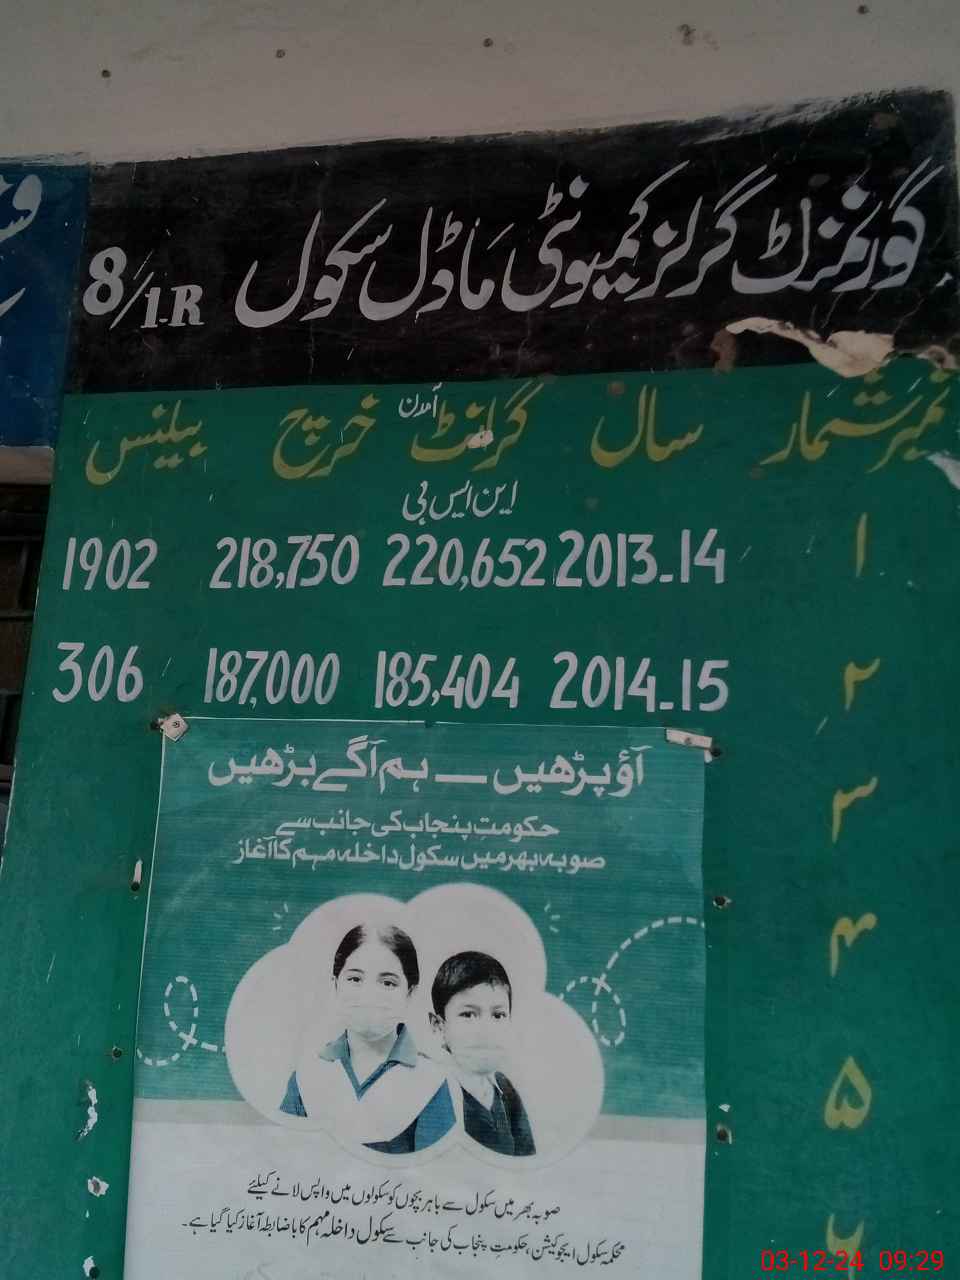 گورنمنٹ گرلز کمیونٹی ماڈل سکول 8/1-R
نمبر شمار سال گرانٹ آمدن خرچ بیلنس
این ایس بی
۱ 2013-14 220,652 218,750 1902
۲ 2014-15 185,404 187,000 306
۳
۴
۵
۶
آؤ پڑھیں — ہم آگے بڑھیں
حکومتِ پنجاب کی جانب سے
صوبہ بھر میں سکول داخلہ مہم کا آغاز
صوبہ بھر میں سکول سے باہر بچوں کو سکولوں میں واپس لانے کیلئے
محکمہ سکول ایجوکیشن، حکومتِ پنجاب کی جانب سے سکول داخلہ مہم کا باضابطہ آغاز کیا گیا ہے۔
03-12-24 09:29